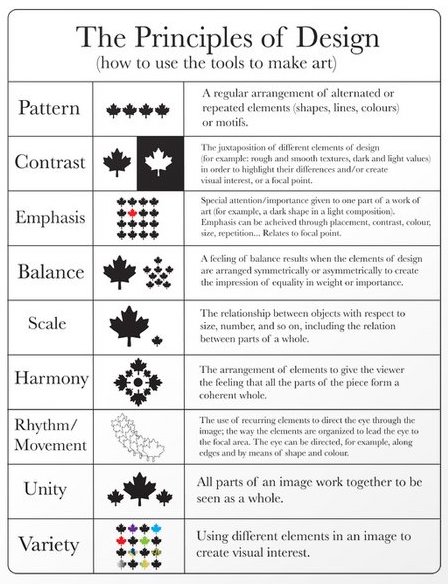 The Principles of Design
(how to use the tools to make art)
Pattern
A regular arrangement of alternated or
repeated elements (shapes, lines, colours)
or motifs.
Contrast
The juxtaposition of different elements of design
(for example: rough and smooth textures, dark and light values)
in order to highlight their differences and/or create
visual interest, or a focal point.
Emphasis
Special attention/importance given to one part of a work of
art (for example, a dark shape in a light composition).
Emphasis can be acheived through placement, contrast, colour,
size, repetition... Relates to focal point.
Balance
A feeling of balance results when the elements of design
are arranged symmetrically or asymmetrically to create
the impression of equality in weight or importance.
Scale
The relationship between objects with respect to
size, number, and so on, including the relation
between parts of a whole.
Harmony
The arrangement of elements to give the viewer
the feeling that all the parts of the piece form a
coherent whole.
Rhythm/
Movement
The use of recurring elements to direct the eye through the
image; the way the elements are organized to lead the eye to
the focal area. The eye can be directed, for example, along
edges and by means of shape and colour.
Unity
All parts of an image work together to be
seen as a whole.
Variety
Using different elements in an image to
create visual interest.